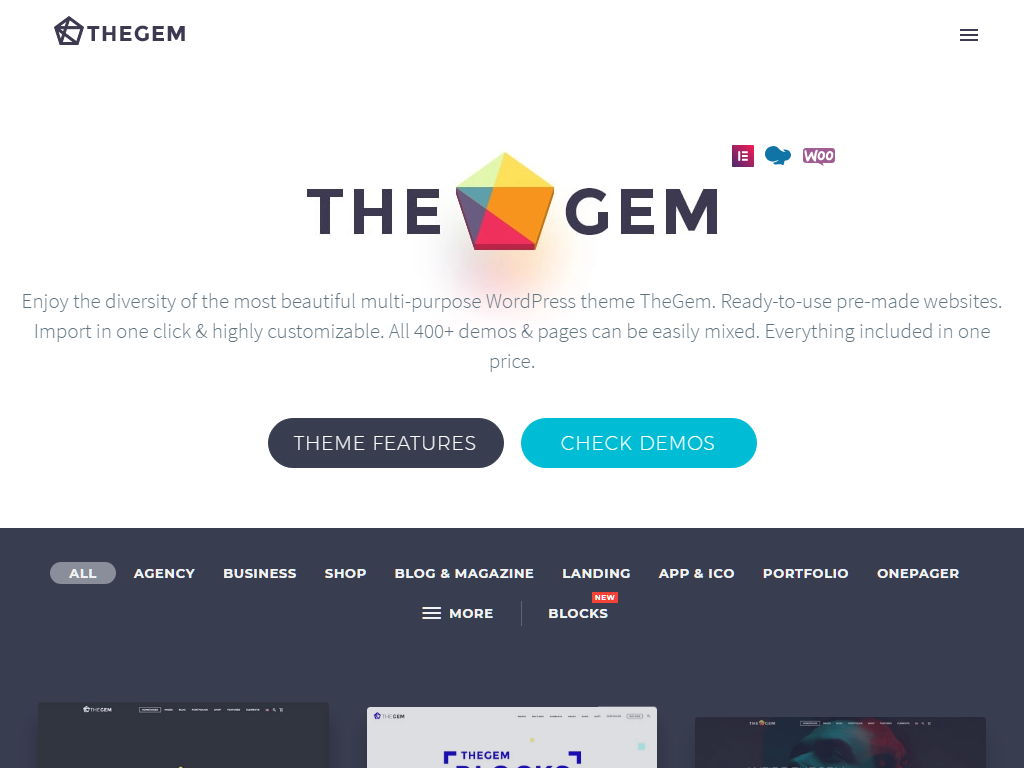 THEGEM
WOO
THE GEM
Enjoy the diversity of the most beautiful multi-purpose WordPress theme TheGem. Ready-to-use pre-made websites.
Import in one click & highly customizable. All 400+ demos & pages can be easily mixed. Everything included in one
price.
THEME FEATURES CHECK DEMOS
ALL AGENCY BUSINESS SHOP BLOG & MAGAZINE LANDING APP & ICO PORTFOLIO ONEPAGER
NEW
MORE BLOCKS
THEGEM
THEGEM
THEGEM
THEGEM